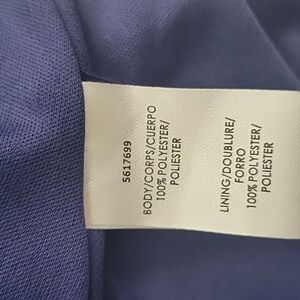 5617699
BODY/CORPS/CUERPO
100% POLYESTER/
POLIESTER
LINING/DOUBLURE/
FORRO
100% POLYESTER/
POLIESTER